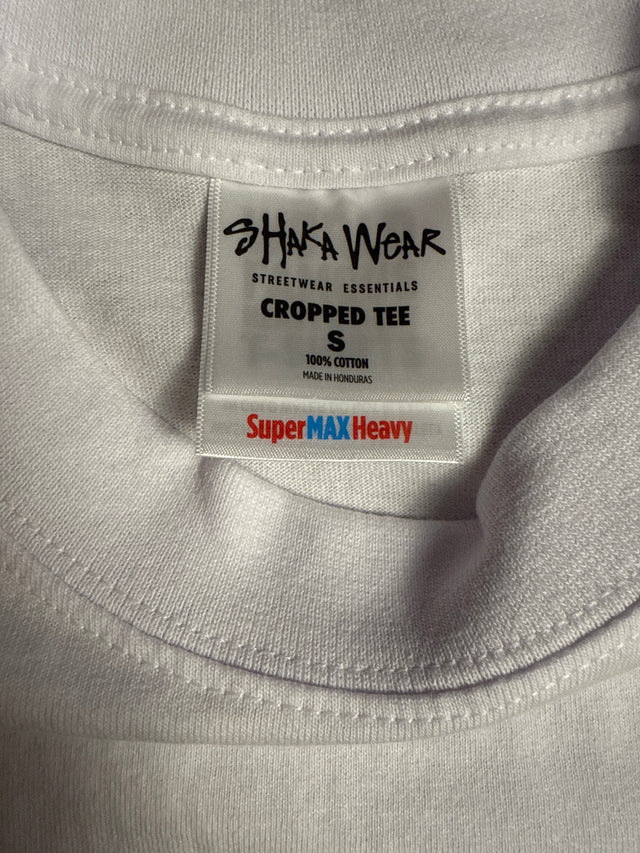 SHAKA WEAR
STREETWEAR ESSENTIALS
CROPPED TEE
S
100% COTTON
MADE IN HONDURAS
SuperMAXHeavy